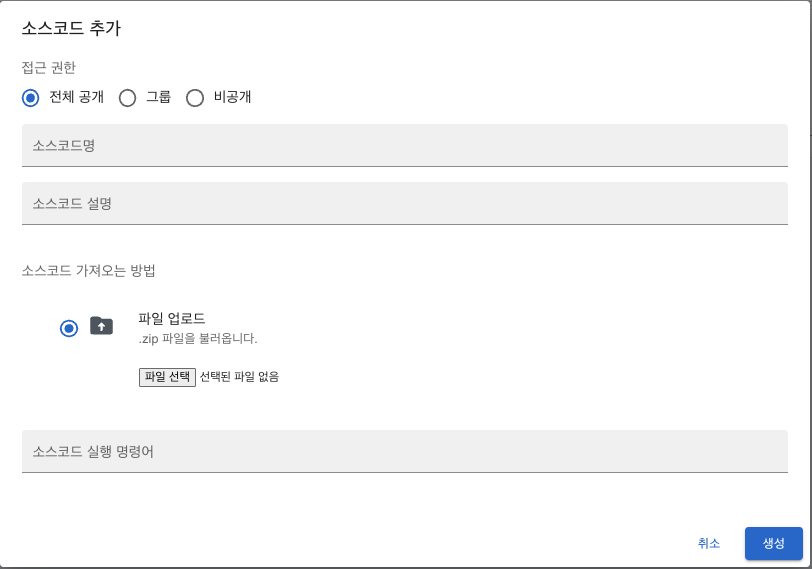 소스코드 추가
접근 권한
전체 공개 그룹 비공개
소스코드명
소스코드 설명
소스코드 가져오는 방법
파일 업로드
.zip 파일을 불러옵니다.
파일 선택 선택된 파일 없음
소스코드 실행 명령어
취소 생성